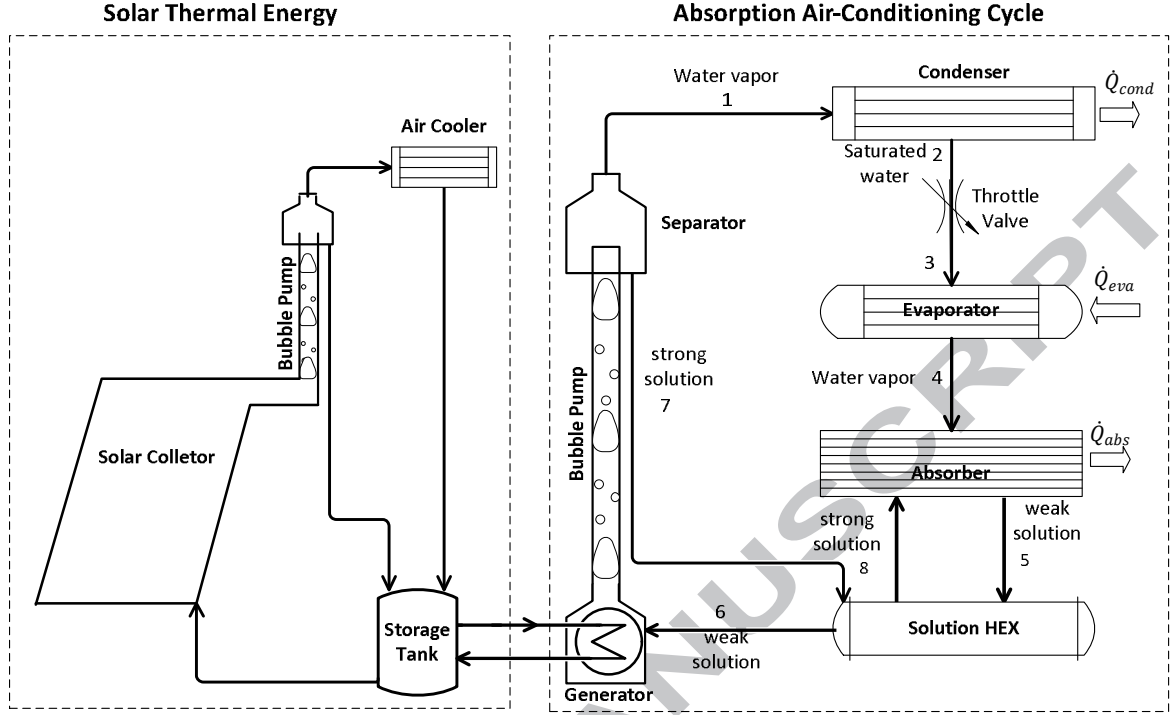 Solar Thermal Energy
Absorption Air-Conditioning Cycle
Air Cooler
Bubble Pump
Solar Colletor
Storage
Tank
Water vapor
1
Condenser
Q̇cond
Saturated
water
2
Throttle
Valve
Separator
3
Evaporator
Q̇eva
Bubble Pump
strong
solution
7
Water vapor 4
Absorber
Q̇abs
strong
solution
8
weak
solution
5
6
weak
solution
Solution HEX
Generator
ANUSCRIPT